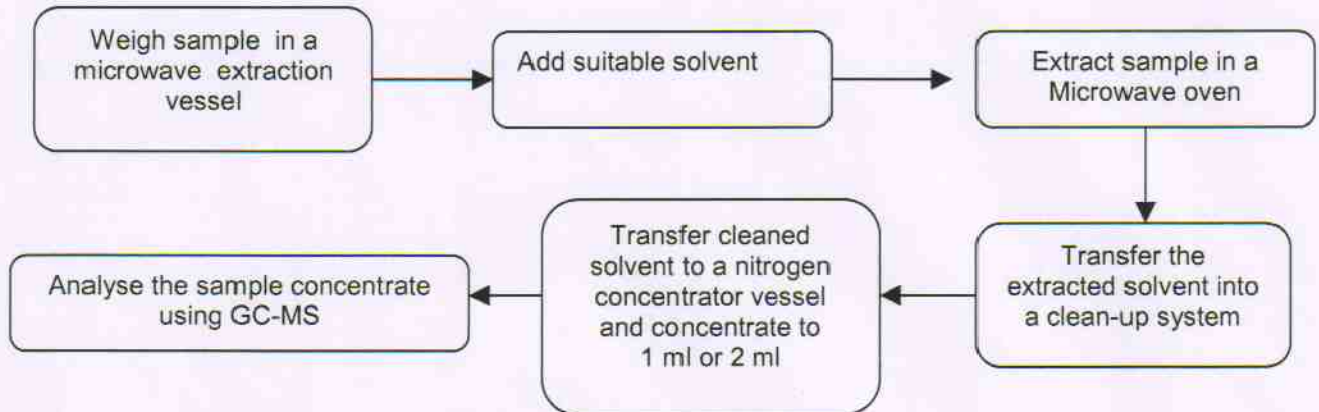 Weigh sample in a
microwave extraction
vessel
Add suitable solvent
Extract sample in a
Microwave oven
Transfer the
extracted solvent into
a clean-up system
Transfer cleaned
solvent to a nitrogen
concentrator vessel
and concentrate to
1 ml or 2 ml
Analyse the sample concentrate
using GC-MS